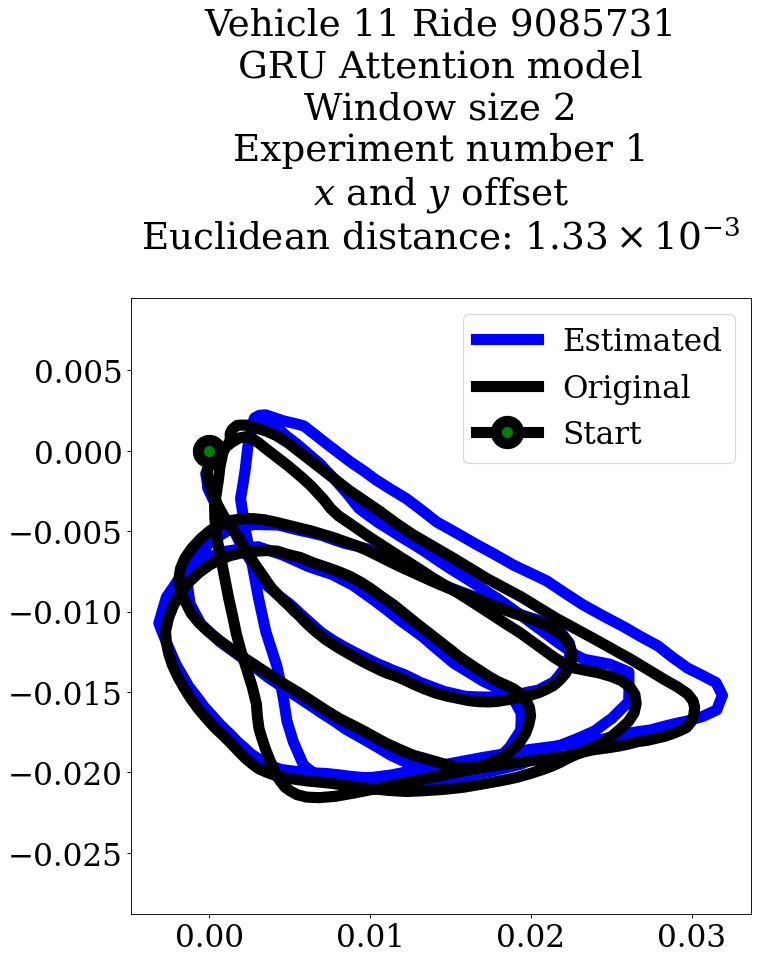 Vehicle 11 Ride 9085731
GRU Attention model
Window size 2
Experiment number 1
x and y offset
Euclidean distance: 1.33 × 10⁻³
Estimated
Original
Start
0.005
0.000
−0.005
−0.010
−0.015
−0.020
−0.025
0.00 0.01 0.02 0.03